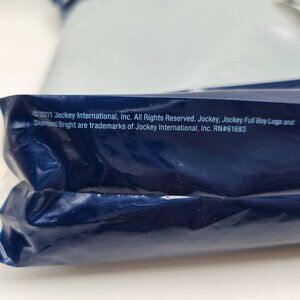 © 2011 Jockey International, Inc. All Rights Reserved. Jockey, Jockey Full Boy Logo and
Diamond Bright are trademarks of Jockey International, Inc. RN#61683